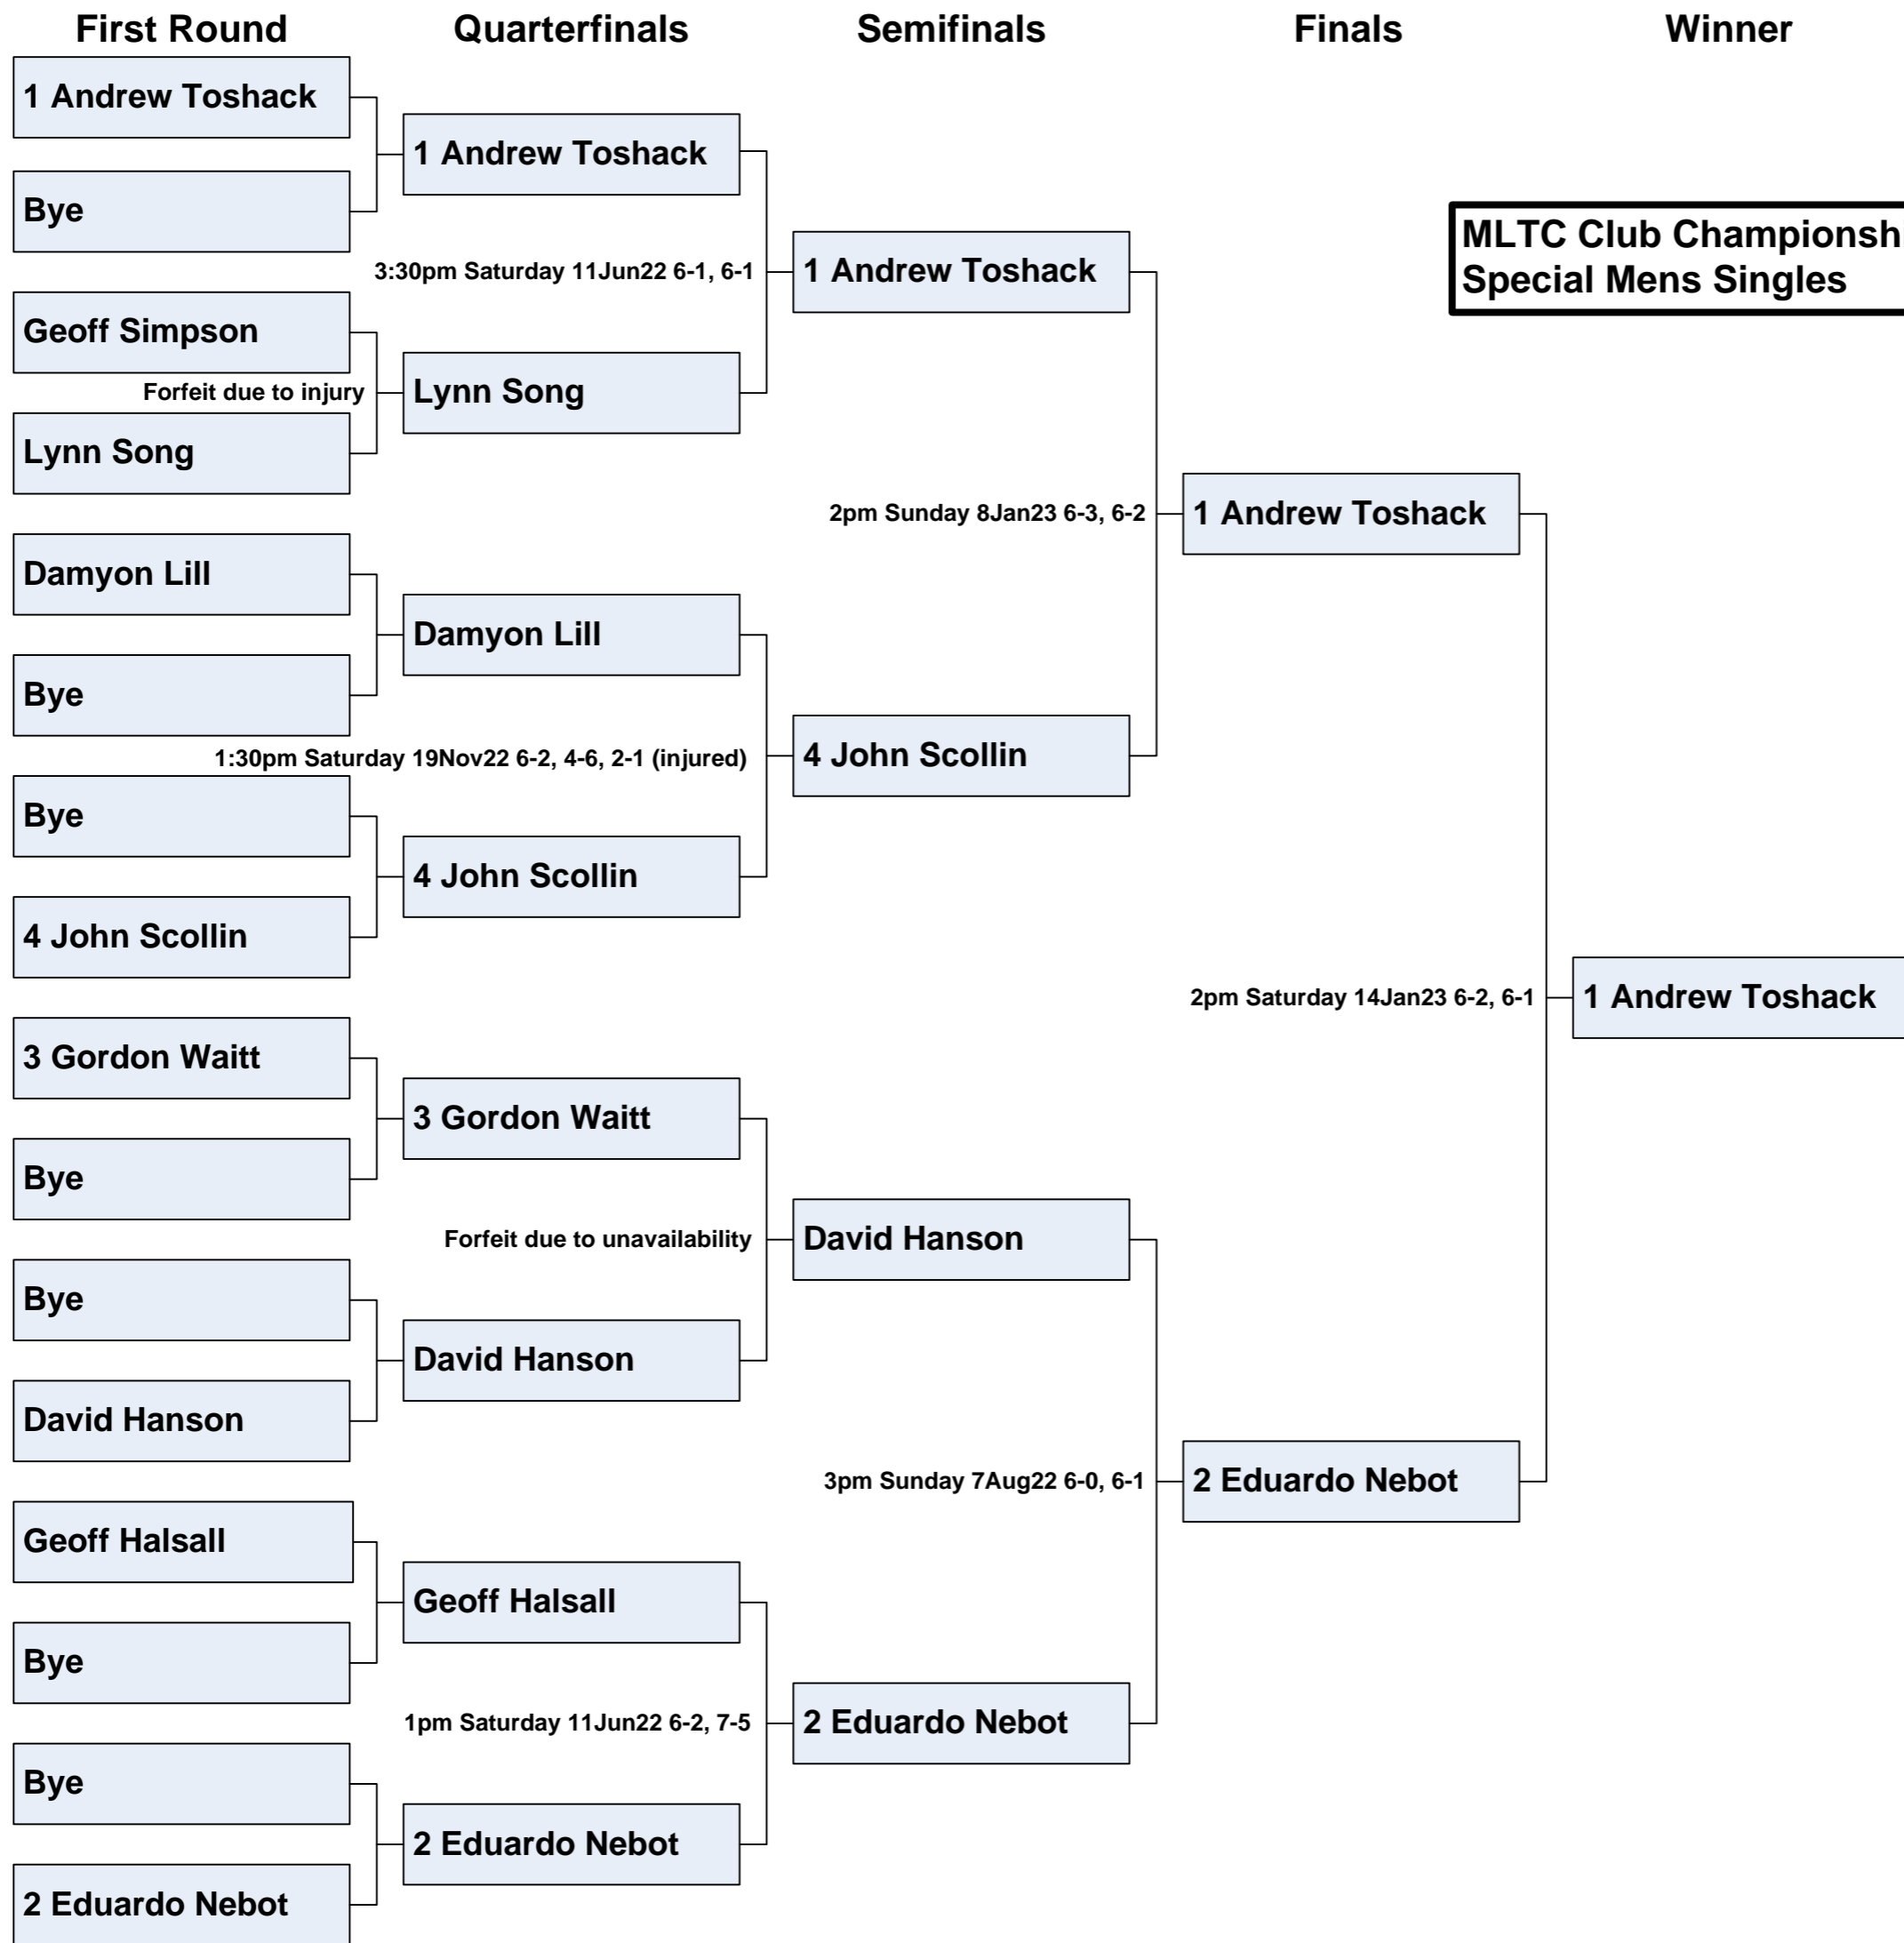 First Round
Quarterfinals
Semifinals
Finals
Winner
1 Andrew Toshack
Bye
Geoff Simpson
Forfeit due to injury
Lynn Song
Damyon Lill
Bye
Bye
4 John Scollin
3 Gordon Waitt
Bye
Bye
David Hanson
Geoff Halsall
Bye
Bye
2 Eduardo Nebot
1 Andrew Toshack
3:30pm Saturday 11Jun22 6-1, 6-1
Lynn Song
Damyon Lill
1:30pm Saturday 19Nov22 6-2, 4-6, 2-1 (injured)
4 John Scollin
3 Gordon Waitt
Forfeit due to unavailability
David Hanson
Geoff Halsall
1pm Saturday 11Jun22 6-2, 7-5
2 Eduardo Nebot
1 Andrew Toshack
2pm Sunday 8Jan23 6-3, 6-2
4 John Scollin
David Hanson
3pm Sunday 7Aug22 6-0, 6-1
2 Eduardo Nebot
1 Andrew Toshack
2pm Saturday 14Jan23 6-2, 6-1
2 Eduardo Nebot
MLTC Club Championsh
Special Mens Singles
1 Andrew Toshack